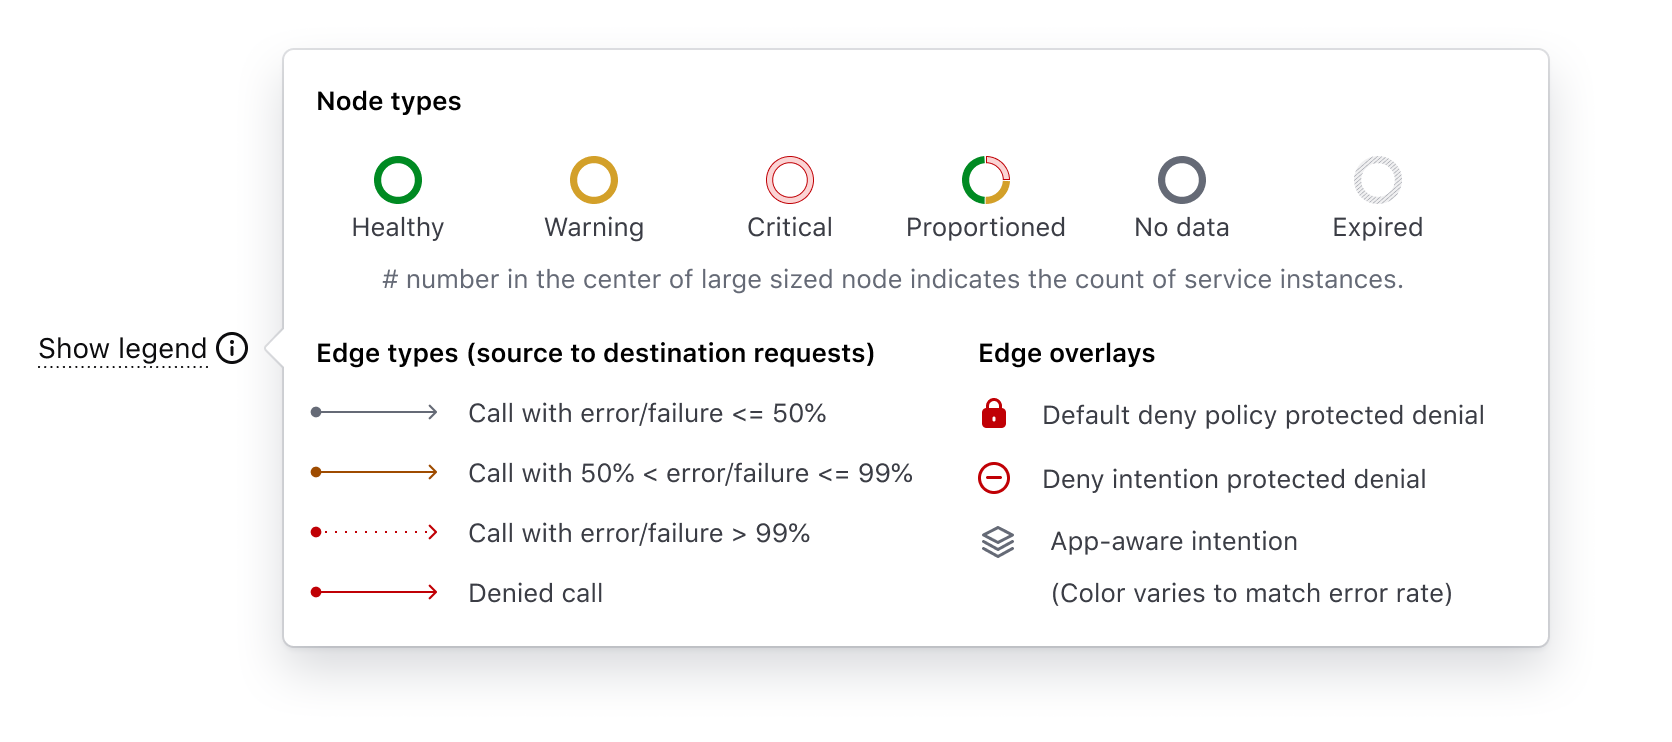 Node types
Healthy
Warning
Critical
Proportioned
No data
Expired
# number in the center of large sized node indicates the count of service instances.
Show legend
Edge types (source to destination requests)
Call with error/failure <= 50%
Call with 50% < error/failure <= 99%
Call with error/failure > 99%
Denied call
Edge overlays
Default deny policy protected denial
Deny intention protected denial
App-aware intention
(Color varies to match error rate)